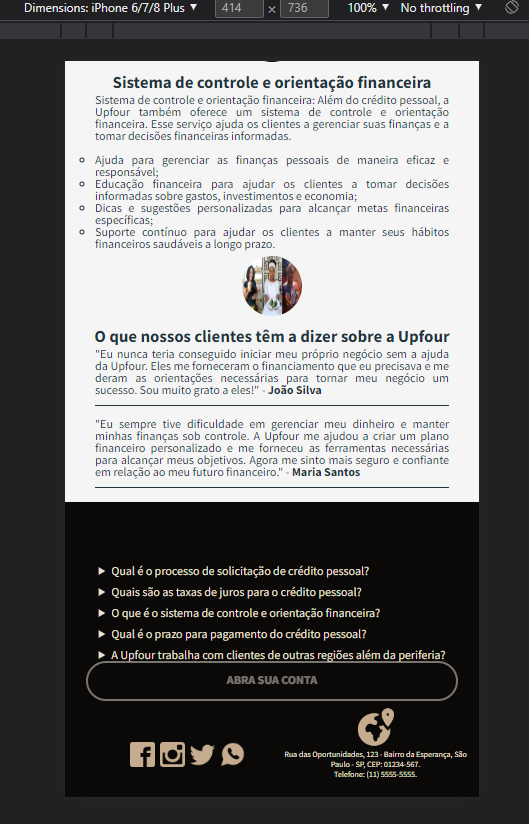 Dimensions: iPhone 6/7/8 Plus ▼ 414 × 736 100% ▼ No throttling ▼
Sistema de controle e orientação financeira
Sistema de controle e orientação financeira: Além do crédito pessoal, a
Upfour também oferece um sistema de controle e orientação
financeira. Esse serviço ajuda os clientes a gerenciar suas finanças e a
tomar decisões financeiras informadas.
Ajuda para gerenciar as finanças pessoais de maneira eficaz e
responsável;
Educação financeira para ajudar os clientes a tomar decisões
informadas sobre gastos, investimentos e economia;
Dicas e sugestões personalizadas para alcançar metas financeiras
específicas;
Suporte contínuo para ajudar os clientes a manter seus hábitos
financeiros saudáveis a longo prazo.
O que nossos clientes têm a dizer sobre a Upfour
"Eu nunca teria conseguido iniciar meu próprio negócio sem a ajuda
da Upfour. Eles me forneceram o financiamento que eu precisava e me
deram as orientações necessárias para tornar meu negócio um
sucesso. Sou muito grato a eles!" - João Silva
"Eu sempre tive dificuldade em gerenciar meu dinheiro e manter
minhas finanças sob controle. A Upfour me ajudou a criar um plano
financeiro personalizado e me forneceu as ferramentas necessárias
para alcançar meus objetivos. Agora me sinto mais seguro e confiante
em relação ao meu futuro financeiro." - Maria Santos
Qual é o processo de solicitação de crédito pessoal?
Quais são as taxas de juros para o crédito pessoal?
O que é o sistema de controle e orientação financeira?
Qual é o prazo para pagamento do crédito pessoal?
A Upfour trabalha com clientes de outras regiões além da periferia?
ABRA SUA CONTA
Rua das Oportunidades, 123 - Bairro da Esperança, São
Paulo - SP, CEP: 01234-567.
Telefone: (11) 5555-5555.